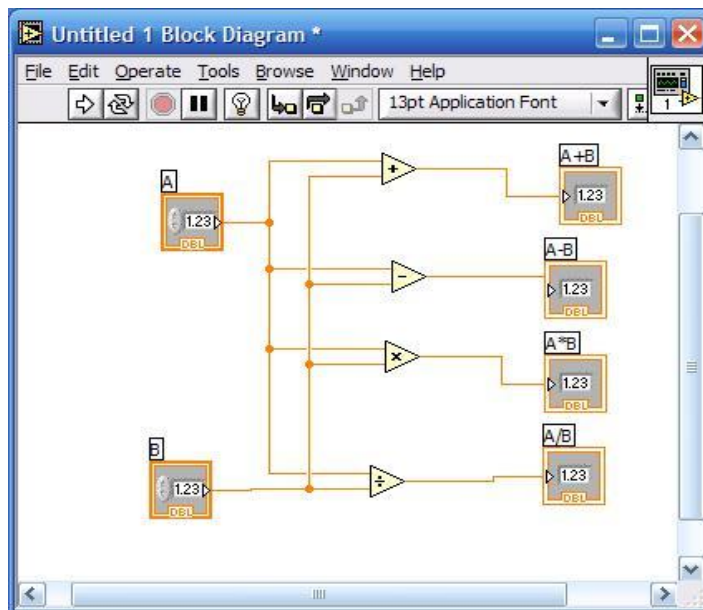 Untitled 1 Block Diagram *
File Edit Operate Tools Browse Window Help
13pt Application Font
1
A
1.23
DBL
+
A+B
1.23
DBL
−
A-B
1.23
DBL
×
A*B
1.23
DBL
B
1.23
DBL
÷
A/B
1.23
DBL